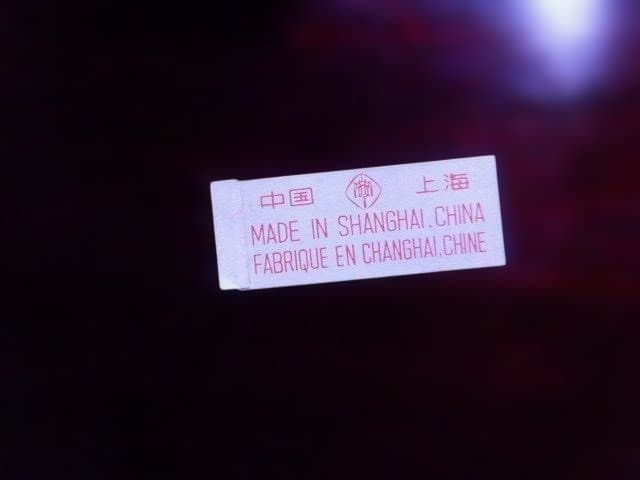 中国 上海
MADE IN SHANGHAI.CHINA
FABRIQUE EN CHANGHAI.CHINE